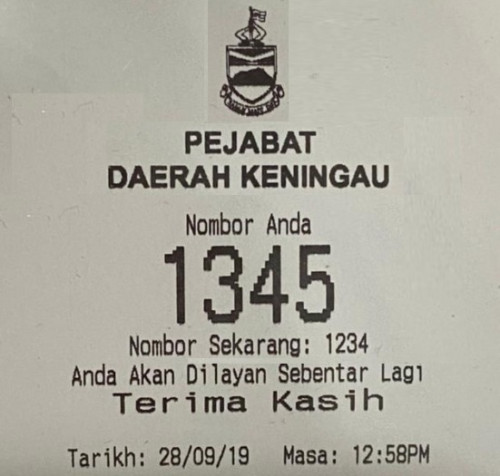 PEJABAT
DAERAH KENINGAU
Nombor Anda
1345
Nombor Sekarang: 1234
Anda Akan Dilayan Sebentar Lagi
Terima Kasih
Tarikh: 28/09/19 Masa: 12:58PM